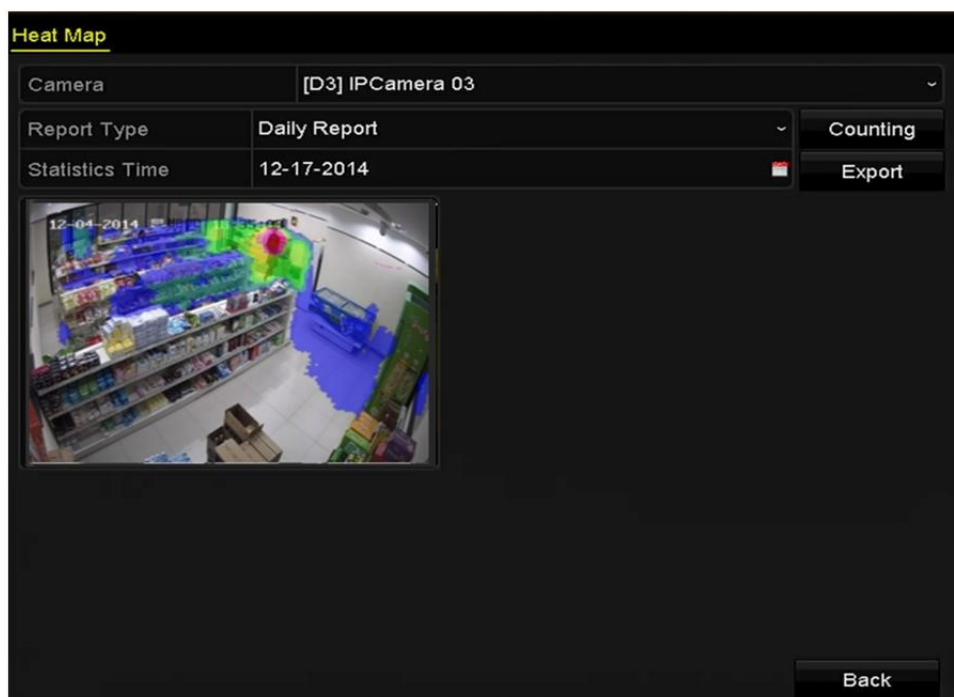 Heat Map
Camera [D3] IPCamera 03
Report Type Daily Report Counting
Statistics Time 12-17-2014 Export
12-04-2014
Back